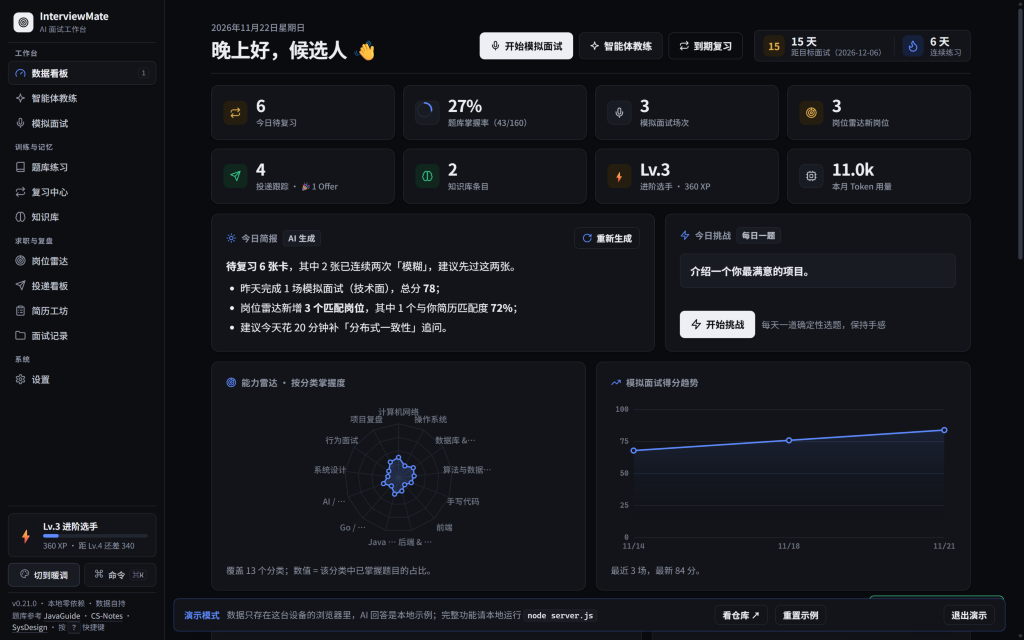 InterviewMate
AI 面试工作台
工作台
数据看板 1
智能体教练
模拟面试
训练与记忆
题库练习
复习中心
知识库
求职与复盘
岗位雷达
投递看板
简历工坊
面试记录
系统
设置
Lv.3 进阶选手
360 XP · 距 Lv.4 还差 340
切到暖调
命令 ⌘K
v0.21.0 · 本地零依赖 · 数据自持
题库参考 JavaGuide · CS-Notes ·
SysDesign · 按 ? 快捷键
2026年11月22日星期日
晚上好，候选人 👋
开始模拟面试
智能体教练
到期复习
15
15 天
距目标面试（2026-12-06）
6 天
连续练习
6
今日待复习
27%
题库掌握率（43/160）
3
模拟面试场次
3
岗位雷达新岗位
4
投递跟踪 · 🎉 1 Offer
2
知识库条目
Lv.3
进阶选手 · 360 XP
11.0k
本月 Token 用量
今日简报 AI 生成
重新生成
待复习 6 张卡，其中 2 张已连续两次「模糊」，建议先过这两张。
• 昨天完成 1 场模拟面试（技术面），总分 78；
• 岗位雷达新增 3 个匹配岗位，其中 1 个与你简历匹配度 72%；
• 建议今天花 20 分钟补「分布式一致性」追问。
今日挑战 每日一题
介绍一个你最满意的项目。
开始挑战
每天一道确定性选题，保持手感
能力雷达 · 按分类掌握度
计算机网络
操作系统
数据库 &…
算法与数据…
手写代码
前端
后端 & …
Java …
Go / …
AI / …
系统设计
行为面试
项目复盘
覆盖 13 个分类；数值 = 该分类中已掌握题目的占比。
模拟面试得分趋势
100
75
50
25
0
11/14
11/18
11/21
最近 3 场，最新 84 分。
演示模式 数据只存在这台设备的浏览器里，AI 回答是本地示例；完整功能请本地运行 node server.js
看仓库 ↗
重置示例
退出演示